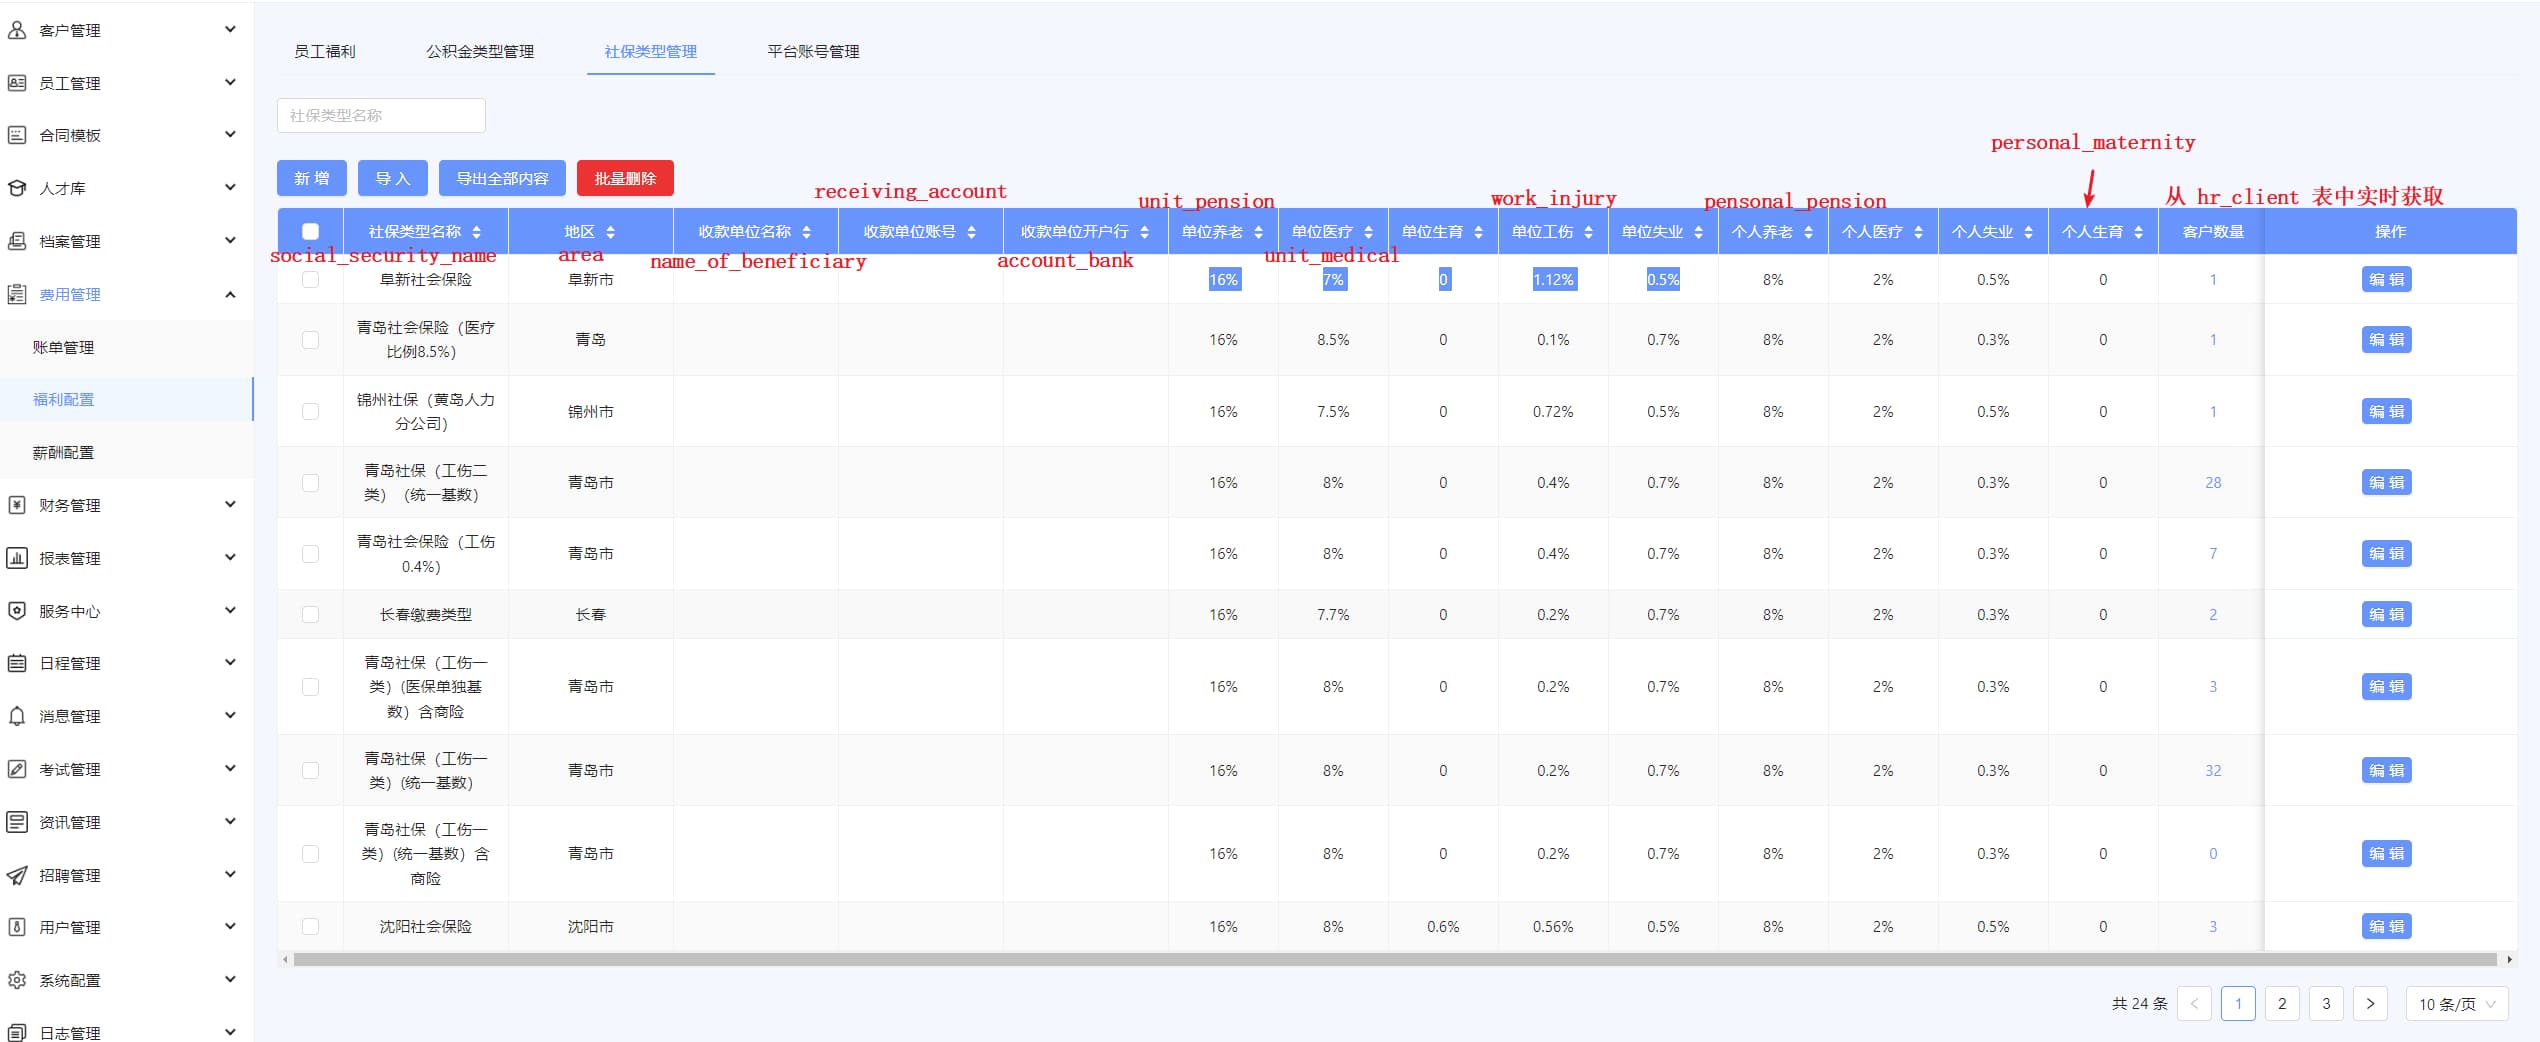 客户管理
员工管理
合同模板
人才库
档案管理
费用管理
账单管理
福利配置
薪酬配置
财务管理
报表管理
服务中心
日程管理
消息管理
考试管理
资讯管理
招聘管理
用户管理
系统配置
日志管理
员工福利 公积金类型管理 社保类型管理 平台账号管理
社保类型名称
新 增 导 入 导出全部内容 批量删除
personal_maternity
receiving_account unit_pension work_injury pensonal_pension 从 hr_client 表中实时获取
社保类型名称 地区 收款单位名称 收款单位账号 收款单位开户行 单位养老 单位医疗 单位生育 单位工伤 单位失业 个人养老 个人医疗 个人失业 个人生育 客户数量 操作
social_security_name area name_of_beneficiary account_bank unit_medical
阜新社会保险 阜新市 16% 7% 0 1.12% 0.5% 8% 2% 0.5% 0 1 编 辑
青岛社会保险（医疗
比例8.5%） 青岛 16% 8.5% 0 0.1% 0.7% 8% 2% 0.3% 0 1 编 辑
锦州社保（黄岛人力
分公司） 锦州市 16% 7.5% 0 0.72% 0.5% 8% 2% 0.5% 0 1 编 辑
青岛社保（工伤二
类）（统一基数） 青岛市 16% 8% 0 0.4% 0.7% 8% 2% 0.3% 0 28 编 辑
青岛社会保险（工伤
0.4%） 青岛市 16% 8% 0 0.4% 0.7% 8% 2% 0.3% 0 7 编 辑
长春缴费类型 长春 16% 7.7% 0 0.2% 0.7% 8% 2% 0.3% 0 2 编 辑
青岛社保（工伤一
类）(医保单独基
数）含商险 青岛市 16% 8% 0 0.2% 0.7% 8% 2% 0.3% 0 3 编 辑
青岛社保（工伤一
类）(统一基数） 青岛市 16% 8% 0 0.2% 0.7% 8% 2% 0.3% 0 32 编 辑
青岛社保（工伤一
类）(统一基数）含
商险 青岛市 16% 8% 0 0.2% 0.7% 8% 2% 0.3% 0 0 编 辑
沈阳社会保险 沈阳市 16% 8% 0.6% 0.56% 0.5% 8% 2% 0.5% 0 3 编 辑
共 24 条 < 1 2 3 > 10 条/页